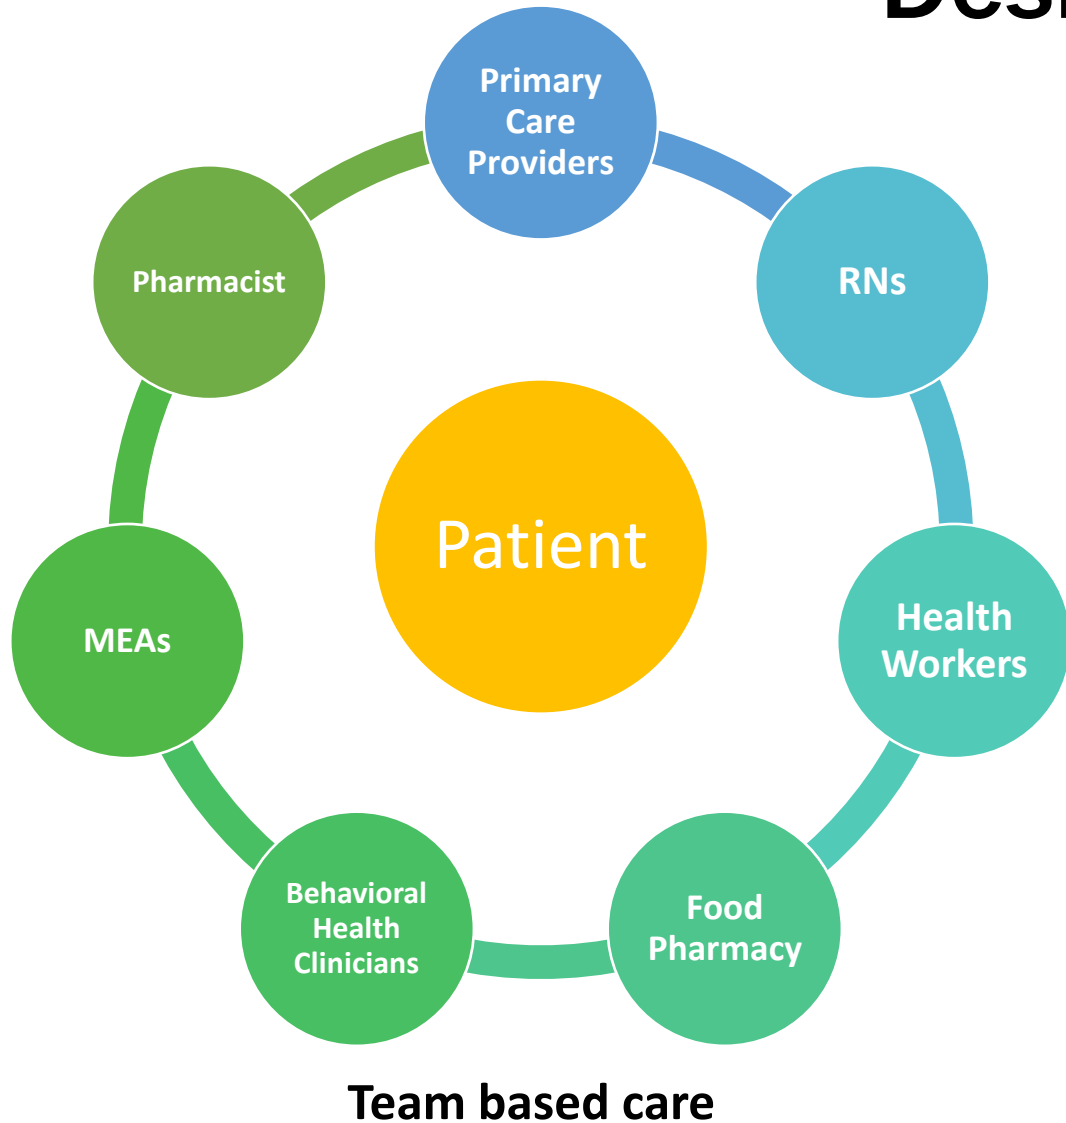 Primary
Care
Providers
RNs
Health
Workers
Food
Pharmacy
Behavioral
Health
Clinicians
MEAs
Pharmacist
Patient
Team based care